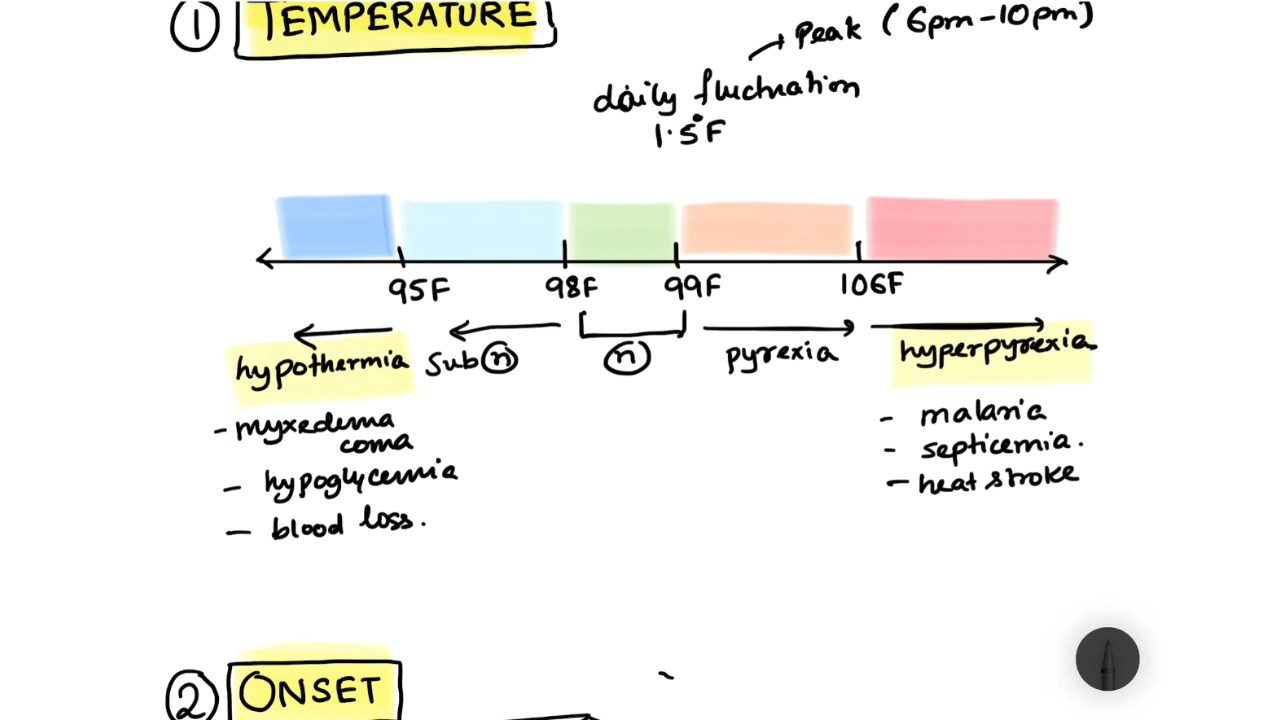 ① TEMPERATURE
Peak (6pm-10pm)
daily fluctuation
1.5°F
95F 98F 99F 106F
hypothermia sub ⓝ ⓝ pyrexia hyperpyrexia
- myxedema
coma
- hypoglycemia
- blood loss.
- malaria
- septicemia.
- heat stroke
② ONSET